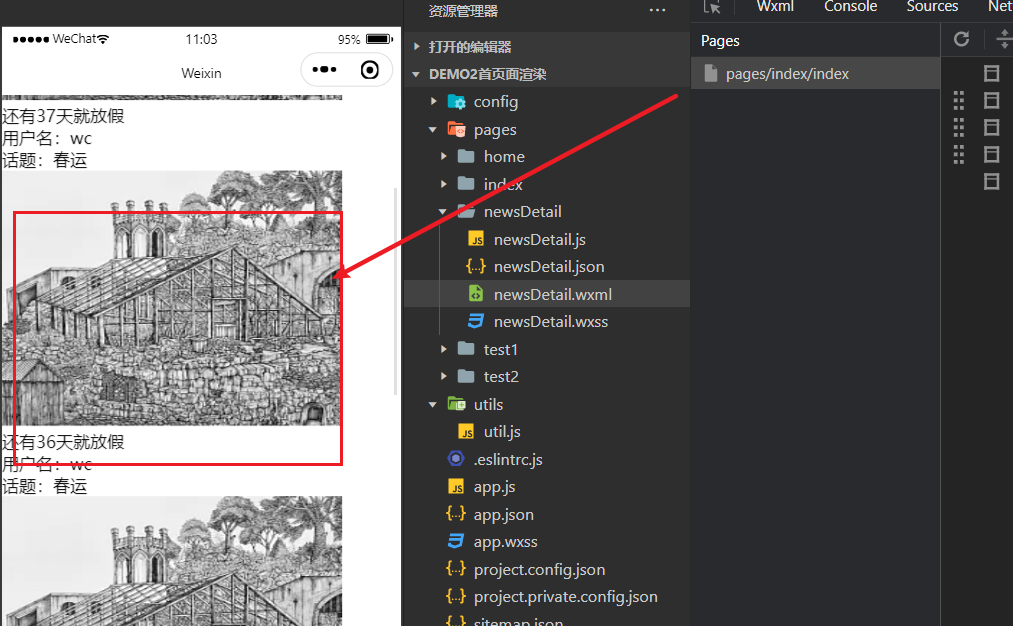 WeChat
11:03
95%
Weixin
还有37天就放假
用户名：wc
话题：春运
还有36天就放假
用户名：wc
话题：春运
资源管理器
打开的编辑器
DEMO2首页面渲染
config
pages
home
index
newsDetail
newsDetail.js
newsDetail.json
newsDetail.wxml
newsDetail.wxss
test1
test2
utils
util.js
.eslintrc.js
app.js
app.json
app.wxss
project.config.json
project.private.config.json
sitemap.json
Wxml
Console
Sources
Net
Pages
pages/index/index